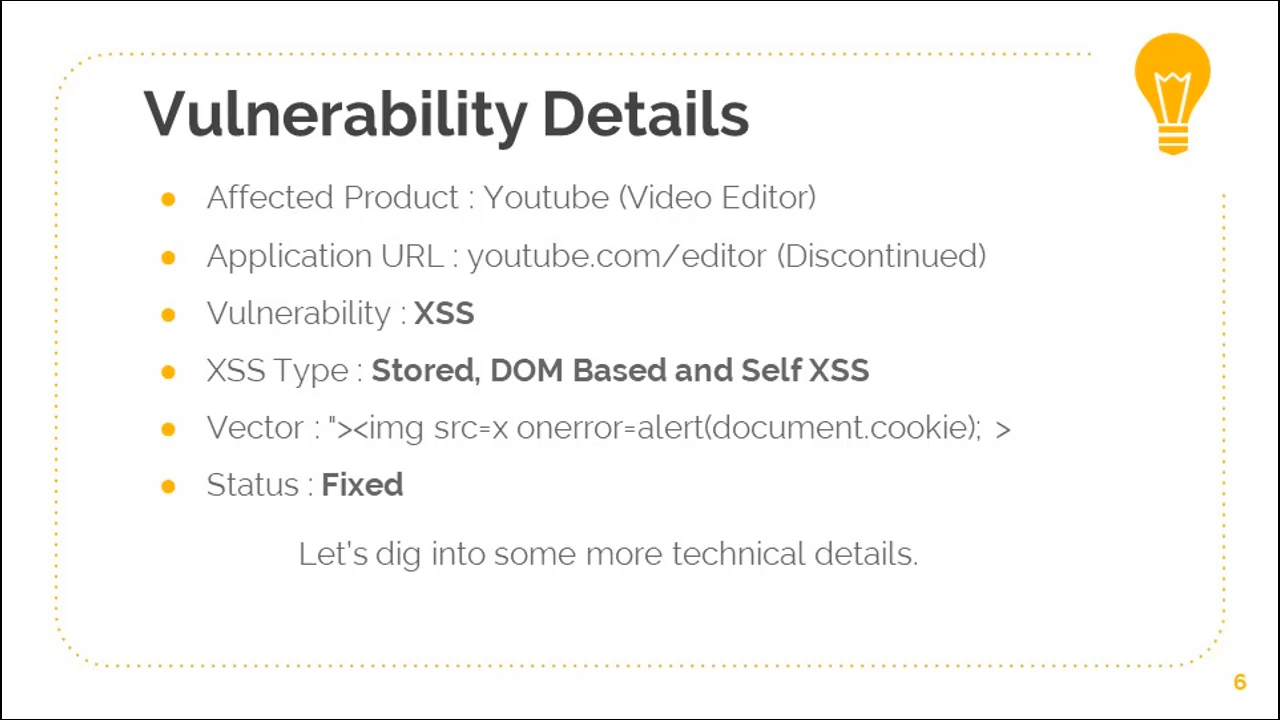 Vulnerability Details
● Affected Product : Youtube (Video Editor)
● Application URL : youtube.com/editor (Discontinued)
● Vulnerability : XSS
● XSS Type : Stored, DOM Based and Self XSS
● Vector : "><img src=x onerror=alert(document.cookie); >
● Status : Fixed
Let's dig into some more technical details.
6